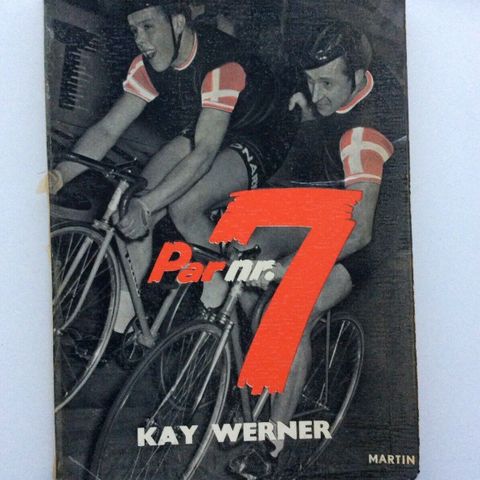 Par nr. 7
KAY WERNER
MARTIN